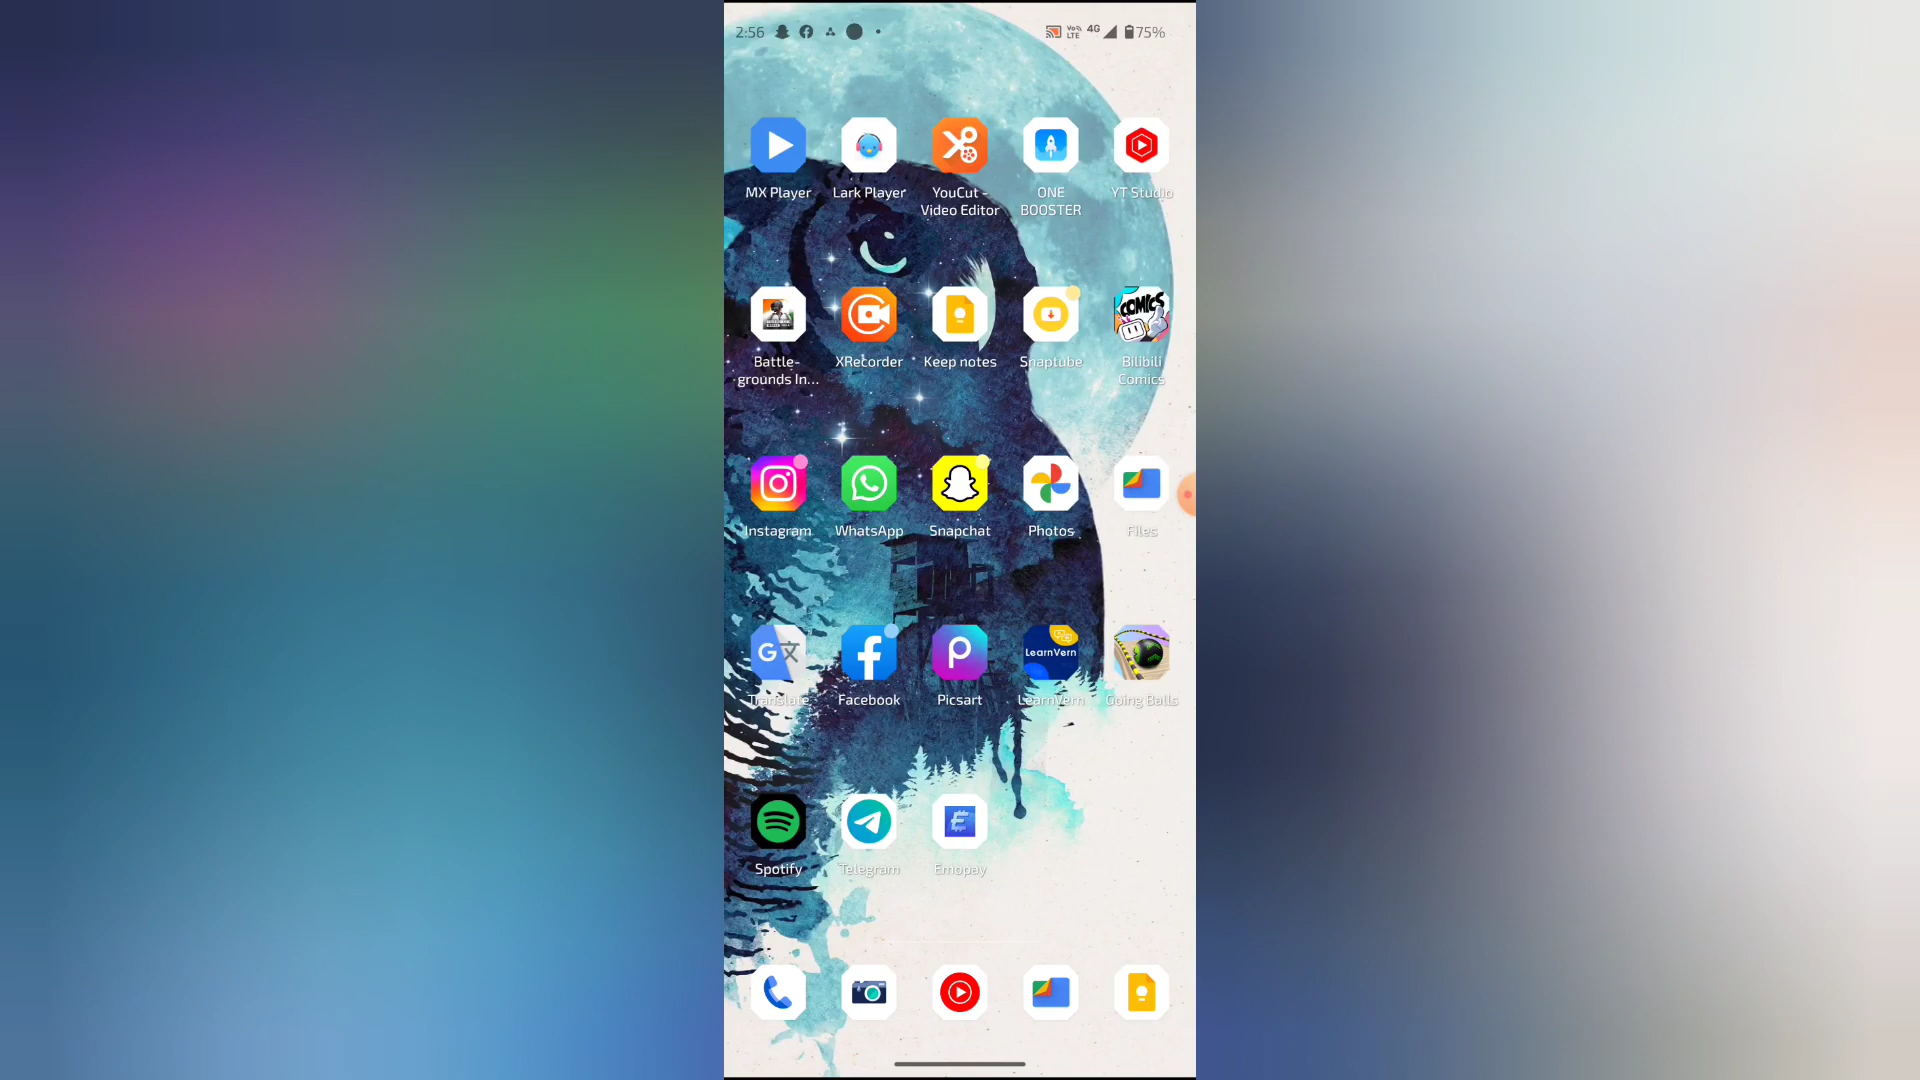 2:56
Vo LTE 4G 75%
MX Player
Lark Player
YouCut -
Video Editor
ONE
BOOSTER
YT Studio
COMICS
Battle-
grounds In...
XRecorder
Keep notes
Snaptube
Bilibili
Comics
Instagram
WhatsApp
Snapchat
Photos
Files
LearnVern
Translate
Facebook
Picsart
LearnVern
Going Balls
Spotify
Telegram
Emopay